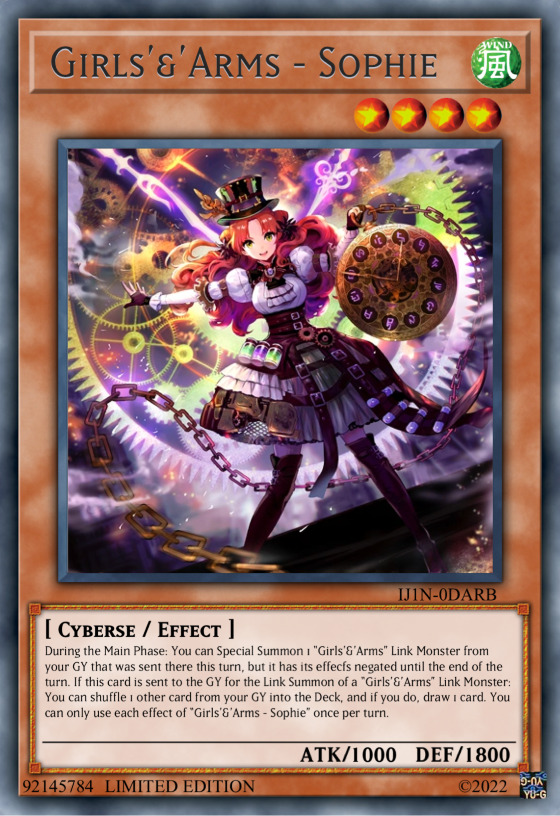 Girls'&'Arms - Sophie
WIND
風
IJ1N-0DARB
[ Cyberse / Effect ]
During the Main Phase: You can Special Summon 1 "Girls'&'Arms" Link Monster from
your GY that was sent there this turn, but it has its effecfs negated until the end of the
turn. If this card is sent to the GY for the Link Summon of a "Girls'&'Arms" Link Monster:
You can shuffle 1 other card from your GY into the Deck, and if you do, draw 1 card. You
can only use each effect of "Girls'&'Arms - Sophie" once per turn.
ATK/1000 DEF/1800
92145784 LIMITED EDITION ©2022
YU-G